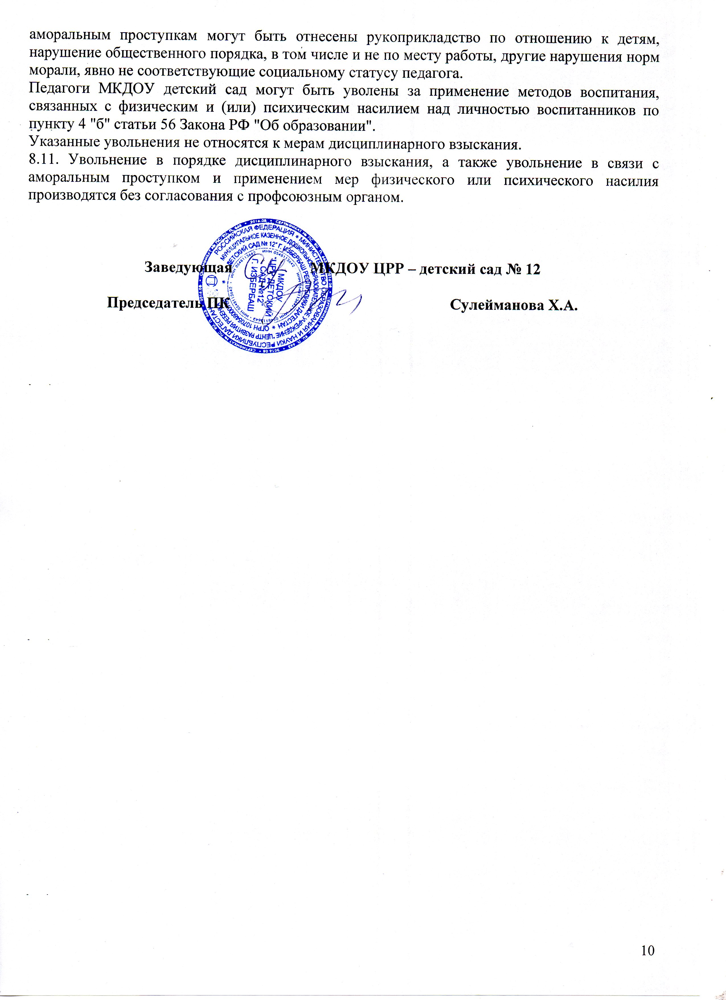 аморальным проступкам могут быть отнесены рукоприкладство по отношению к детям,
нарушение общественного порядка, в том числе и не по месту работы, другие нарушения норм
морали, явно не соответствующие социальному статусу педагога.
Педагоги МКДОУ детский сад могут быть уволены за применение методов воспитания,
связанных с физическим и (или) психическим насилием над личностью воспитанников по
пункту 4 "б" статьи 56 Закона РФ "Об образовании".
Указанные увольнения не относятся к мерам дисциплинарного взыскания.
8.11. Увольнение в порядке дисциплинарного взыскания, а также увольнение в связи с
аморальным проступком и применением мер физического или психического насилия
производятся без согласования с профсоюзным органом.
Заведующая МКДОУ ЦРР – детский сад № 12
Председатель ПК Сулейманова Х.А.
РОССИЙСКАЯ ФЕДЕРАЦИЯ * МИНИСТЕРСТВО ОБРАЗОВАНИЯ И НАУКИ РЕСПУБЛИКИ ДАГЕСТАН
МУНИЦИПАЛЬНОЕ КАЗЕННОЕ ДОШКОЛЬНОЕ ОБРАЗОВАТЕЛЬНОЕ УЧРЕЖДЕНИЕ "ЦЕНТР РАЗВИТИЯ РЕБЕНКА
ДЕТСКИЙ САД № 12" Г. ИЗБЕРБАШ РЕСПУБЛИКИ ДАГЕСТАН *
ИНН 0548113642
МКДОУ
"ЦРР ДЕТСКИЙ
САД №12"
Г. ИЗБЕРБАШ
10